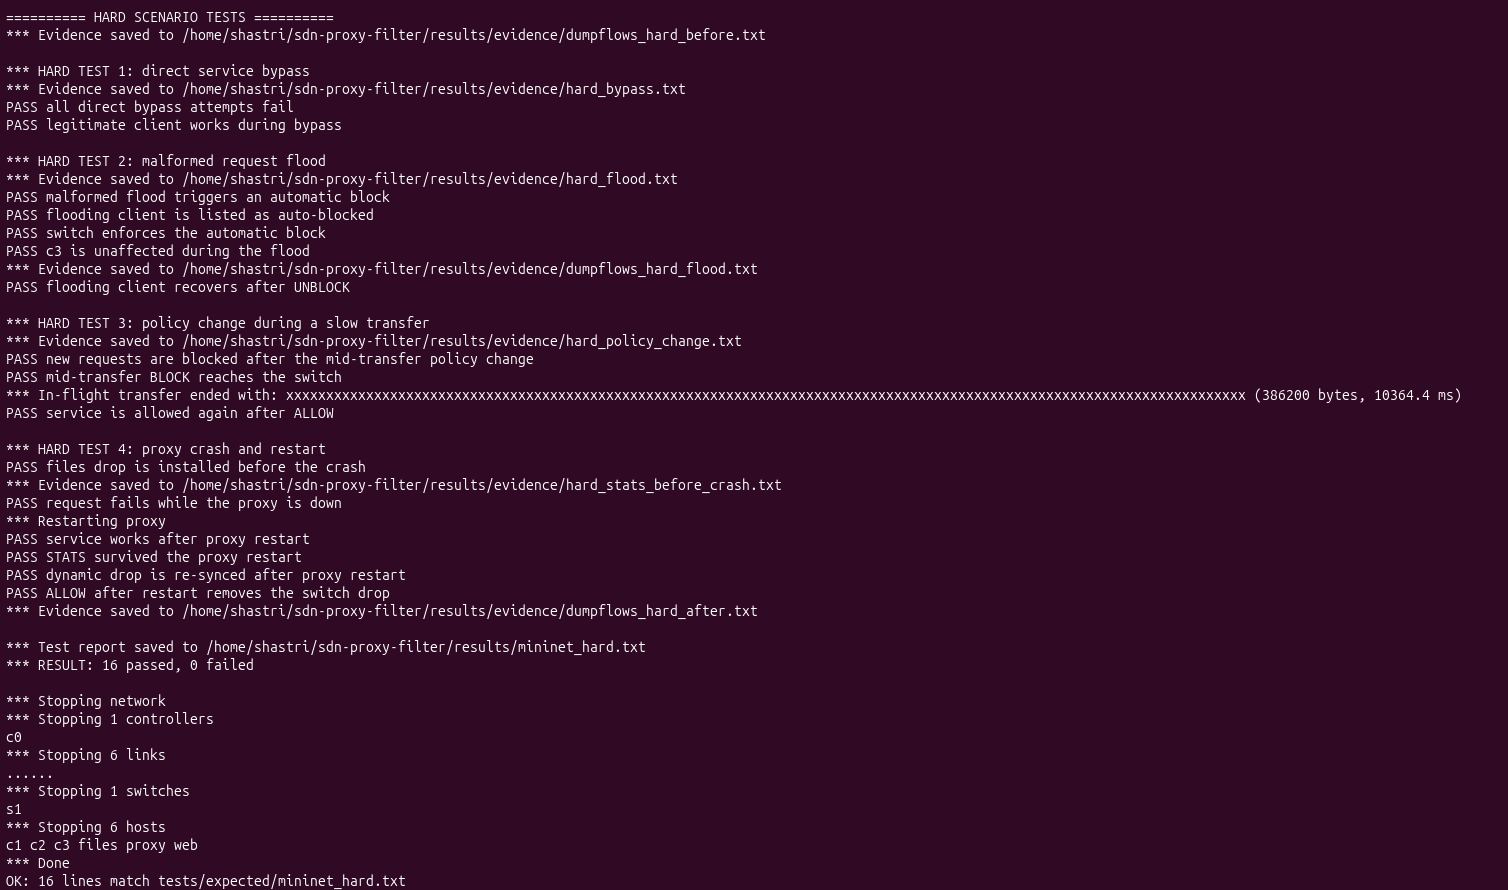 ========== HARD SCENARIO TESTS ==========
*** Evidence saved to /home/shastri/sdn-proxy-filter/results/evidence/dumpflows_hard_before.txt
*** HARD TEST 1: direct service bypass
*** Evidence saved to /home/shastri/sdn-proxy-filter/results/evidence/hard_bypass.txt
PASS all direct bypass attempts fail
PASS legitimate client works during bypass
*** HARD TEST 2: malformed request flood
*** Evidence saved to /home/shastri/sdn-proxy-filter/results/evidence/hard_flood.txt
PASS malformed flood triggers an automatic block
PASS flooding client is listed as auto-blocked
PASS switch enforces the automatic block
PASS c3 is unaffected during the flood
*** Evidence saved to /home/shastri/sdn-proxy-filter/results/evidence/dumpflows_hard_flood.txt
PASS flooding client recovers after UNBLOCK
*** HARD TEST 3: policy change during a slow transfer
*** Evidence saved to /home/shastri/sdn-proxy-filter/results/evidence/hard_policy_change.txt
PASS new requests are blocked after the mid-transfer policy change
PASS mid-transfer BLOCK reaches the switch
*** In-flight transfer ended with: xxxxxxxxxxxxxxxxxxxxxxxxxxxxxxxxxxxxxxxxxxxxxxxxxxxxxxxxxxxxxxxxxxxxxxxxxxxxxxxxxxxxxxxxxxxxxxxxxxxxxxxxxxxxxxxxxxxxxxxx (386200 bytes, 10364.4 ms)
PASS service is allowed again after ALLOW
*** HARD TEST 4: proxy crash and restart
PASS files drop is installed before the crash
*** Evidence saved to /home/shastri/sdn-proxy-filter/results/evidence/hard_stats_before_crash.txt
PASS request fails while the proxy is down
*** Restarting proxy
PASS service works after proxy restart
PASS STATS survived the proxy restart
PASS dynamic drop is re-synced after proxy restart
PASS ALLOW after restart removes the switch drop
*** Evidence saved to /home/shastri/sdn-proxy-filter/results/evidence/dumpflows_hard_after.txt
*** Test report saved to /home/shastri/sdn-proxy-filter/results/mininet_hard.txt
*** RESULT: 16 passed, 0 failed
*** Stopping network
*** Stopping 1 controllers
c0
*** Stopping 6 links
......
*** Stopping 1 switches
s1
*** Stopping 6 hosts
c1 c2 c3 files proxy web
*** Done
OK: 16 lines match tests/expected/mininet_hard.txt